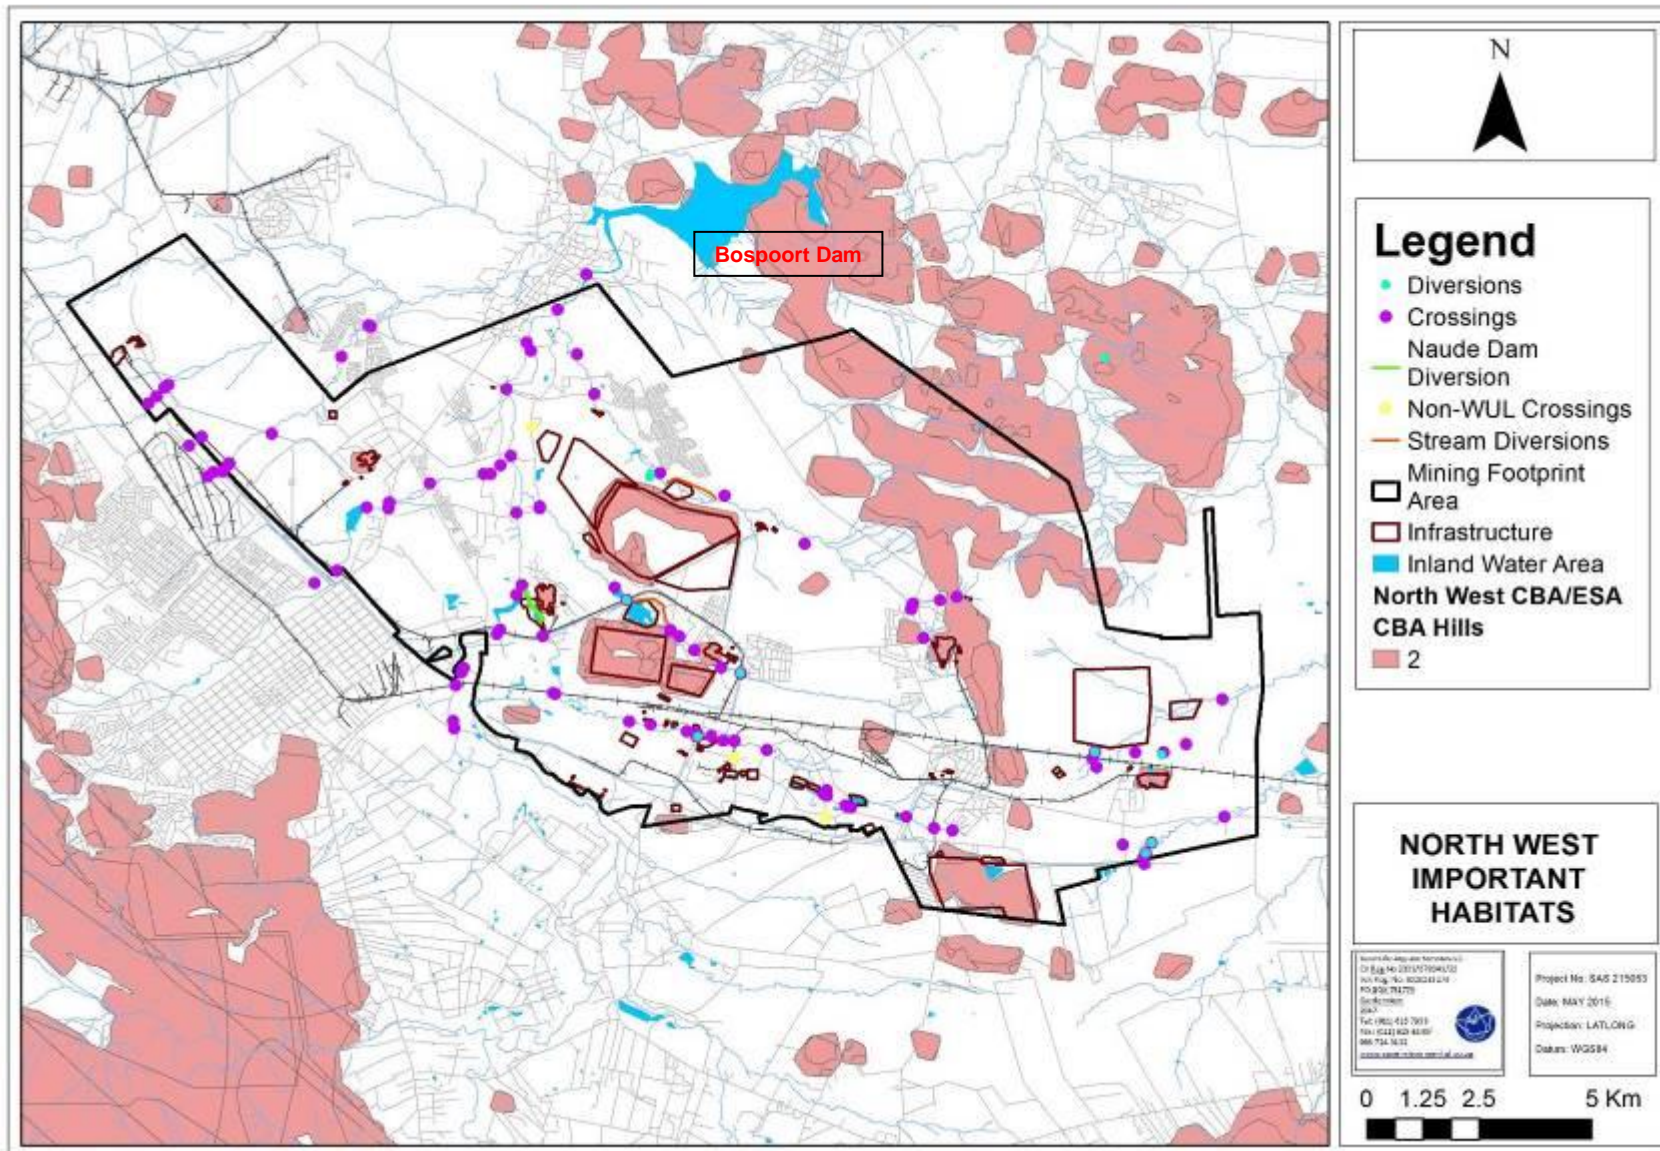 Bospoort Dam
N
Legend
Diversions
Crossings
Naude Dam
Diversion
Non-WUL Crossings
Stream Diversions
Mining Footprint
Area
Infrastructure
Inland Water Area
North West CBA/ESA
CBA Hills
2
NORTH WEST
IMPORTANT
HABITATS
Project No: SAS 215053
Date: MAY 2015
Projection: LATLONG
Datum: WGS84
0 1.25 2.5 5 Km